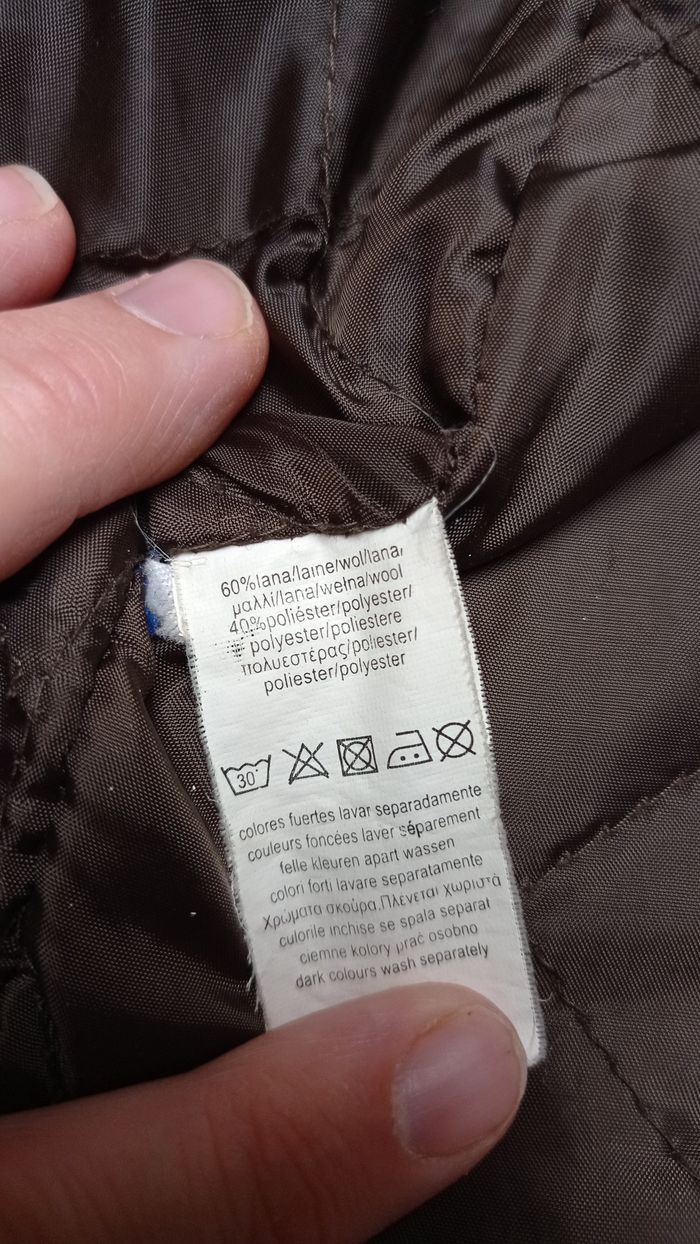 60%lana/laine/wol/lana,
μαλλί/lana/wełna/wool
40%poliéster/polyester/
polyester/poliestere
πολυεστέρας/poliester/
poliester/polyester
30°
colores fuertes lavar separadamente
couleurs foncées laver séparement
felle kleuren apart wassen
colori forti lavare separatamente
Χρώματα σκούρα.Πλένεται χωριστά
culorile inchise se spala separat
ciemne kolory prać osobno
dark colours wash separately